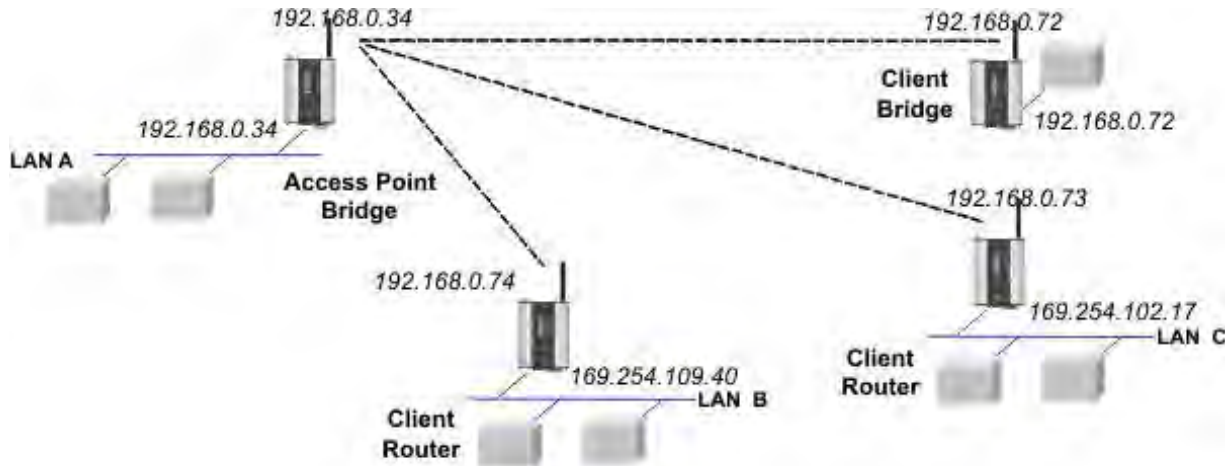 192.168.0.34
192.168.0.72
Client
Bridge
192.168.0.34
192.168.0.72
LAN A
Access Point
Bridge
192.168.0.73
192.168.0.74
169.254.102.17
LAN C
Client
Router
169.254.109.40
LAN B
Client
Router